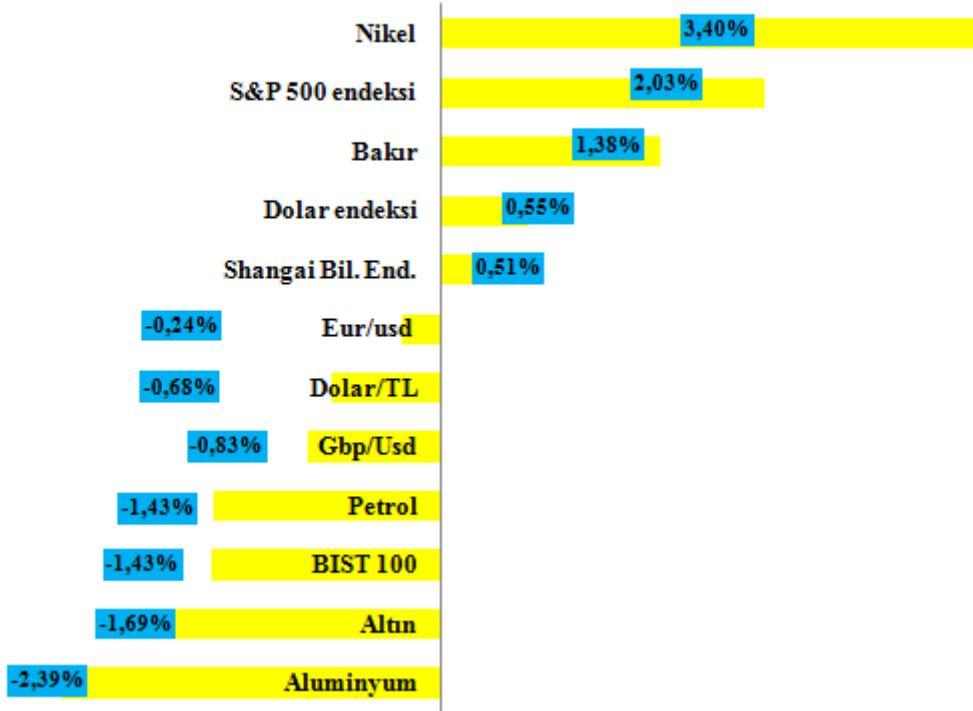 Nikel 3,40%
S&P 500 endeksi 2,03%
Bakır 1,38%
Dolar endeksi 0,55%
Shangai Bil. End. 0,51%
-0,24% Eur/usd
-0,68% Dolar/TL
-0,83% Gbp/Usd
-1,43% Petrol
-1,43% BIST 100
-1,69% Altın
-2,39% Aluminyum